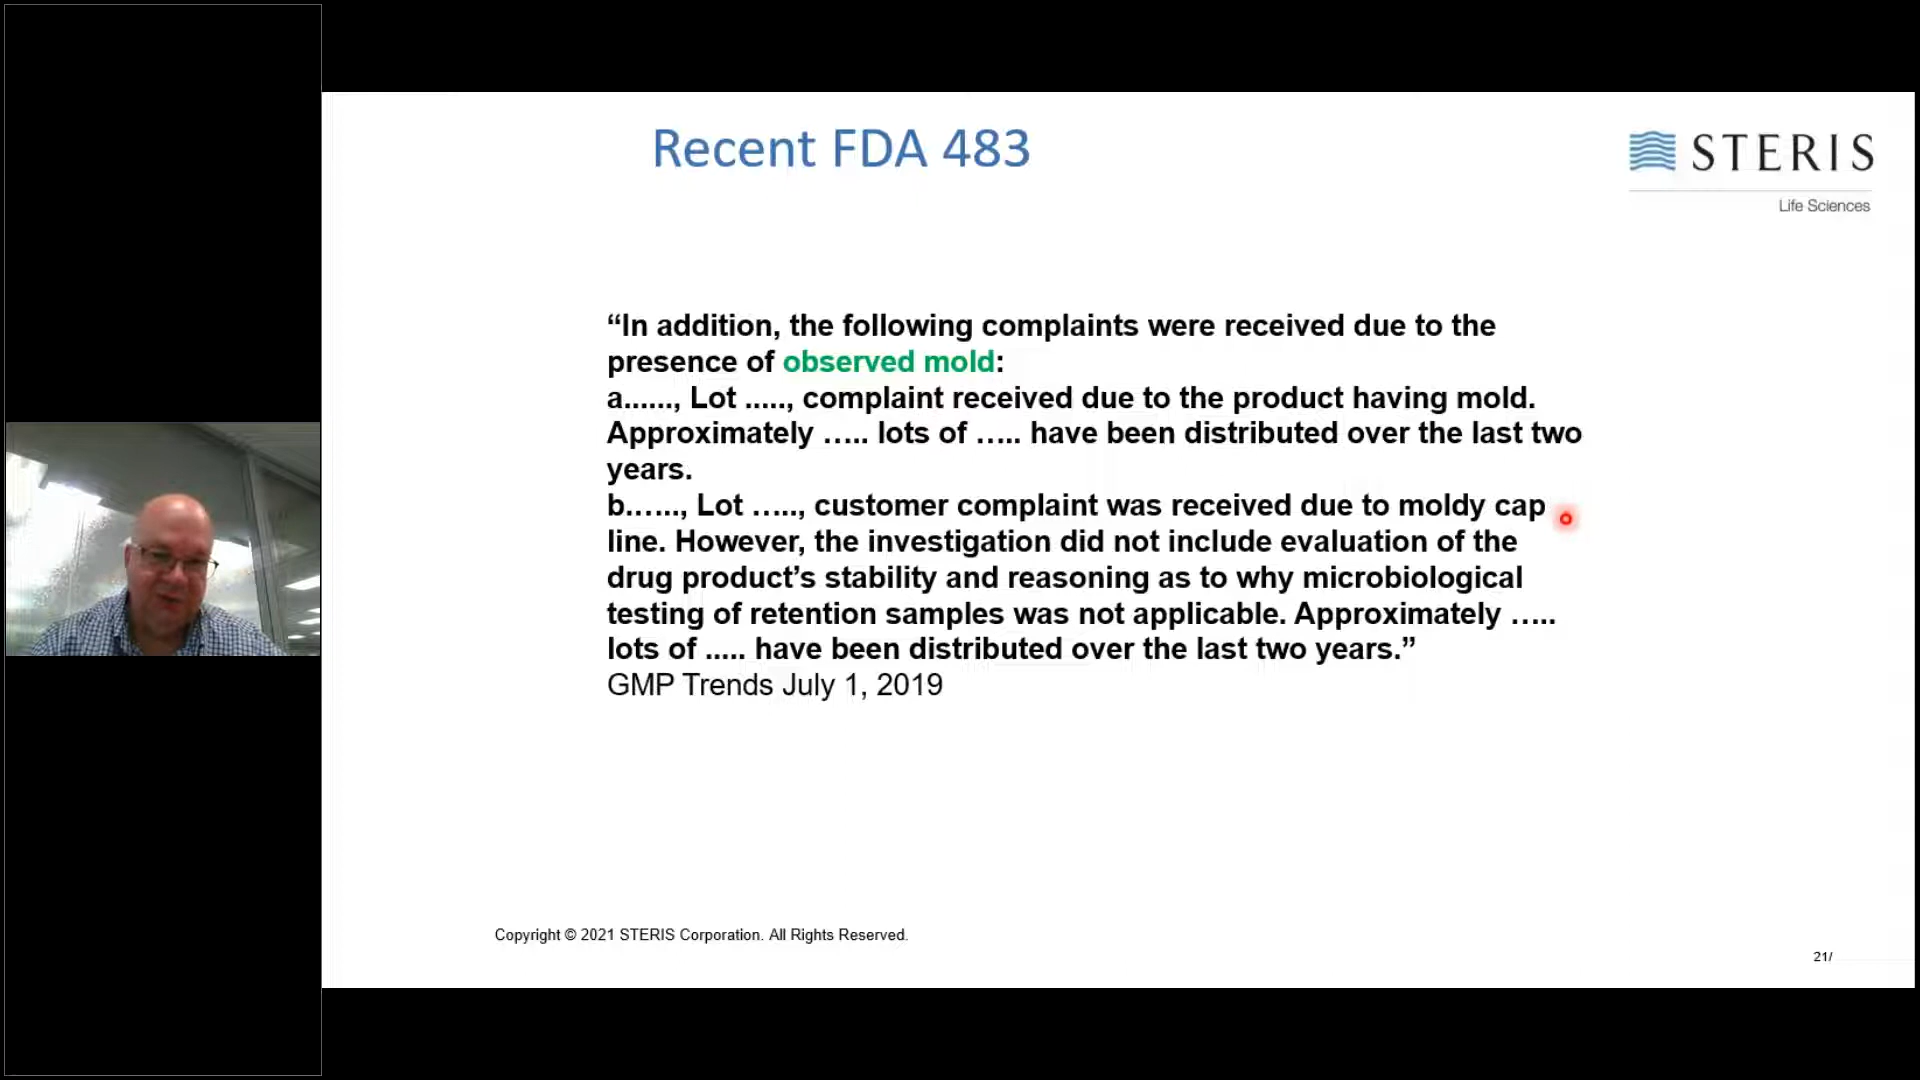 Recent FDA 483
STERIS
Life Sciences
“In addition, the following complaints were received due to the
presence of observed mold:
a......, Lot ....., complaint received due to the product having mold.
Approximately ….. lots of ….. have been distributed over the last two
years.
b.…..., Lot ….., customer complaint was received due to moldy cap
line. However, the investigation did not include evaluation of the
drug product’s stability and reasoning as to why microbiological
testing of retention samples was not applicable. Approximately …..
lots of ..... have been distributed over the last two years.”
GMP Trends July 1, 2019
Copyright © 2021 STERIS Corporation. All Rights Reserved.
21/